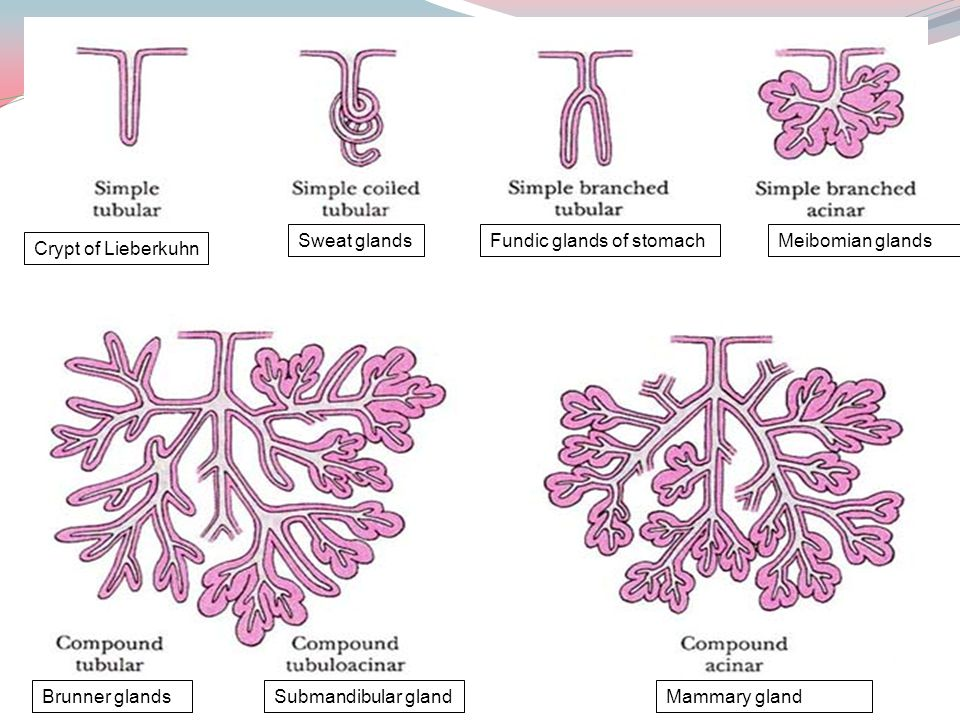 Simple
tubular
Simple coiled
tubular
Simple branched
tubular
Simple branched
acinar
Crypt of Lieberkuhn
Sweat glands
Fundic glands of stomach
Meibomian glands
Compound
tubular
Compound
tubuloacinar
Compound
acinar
Brunner glands
Submandibular gland
Mammary gland